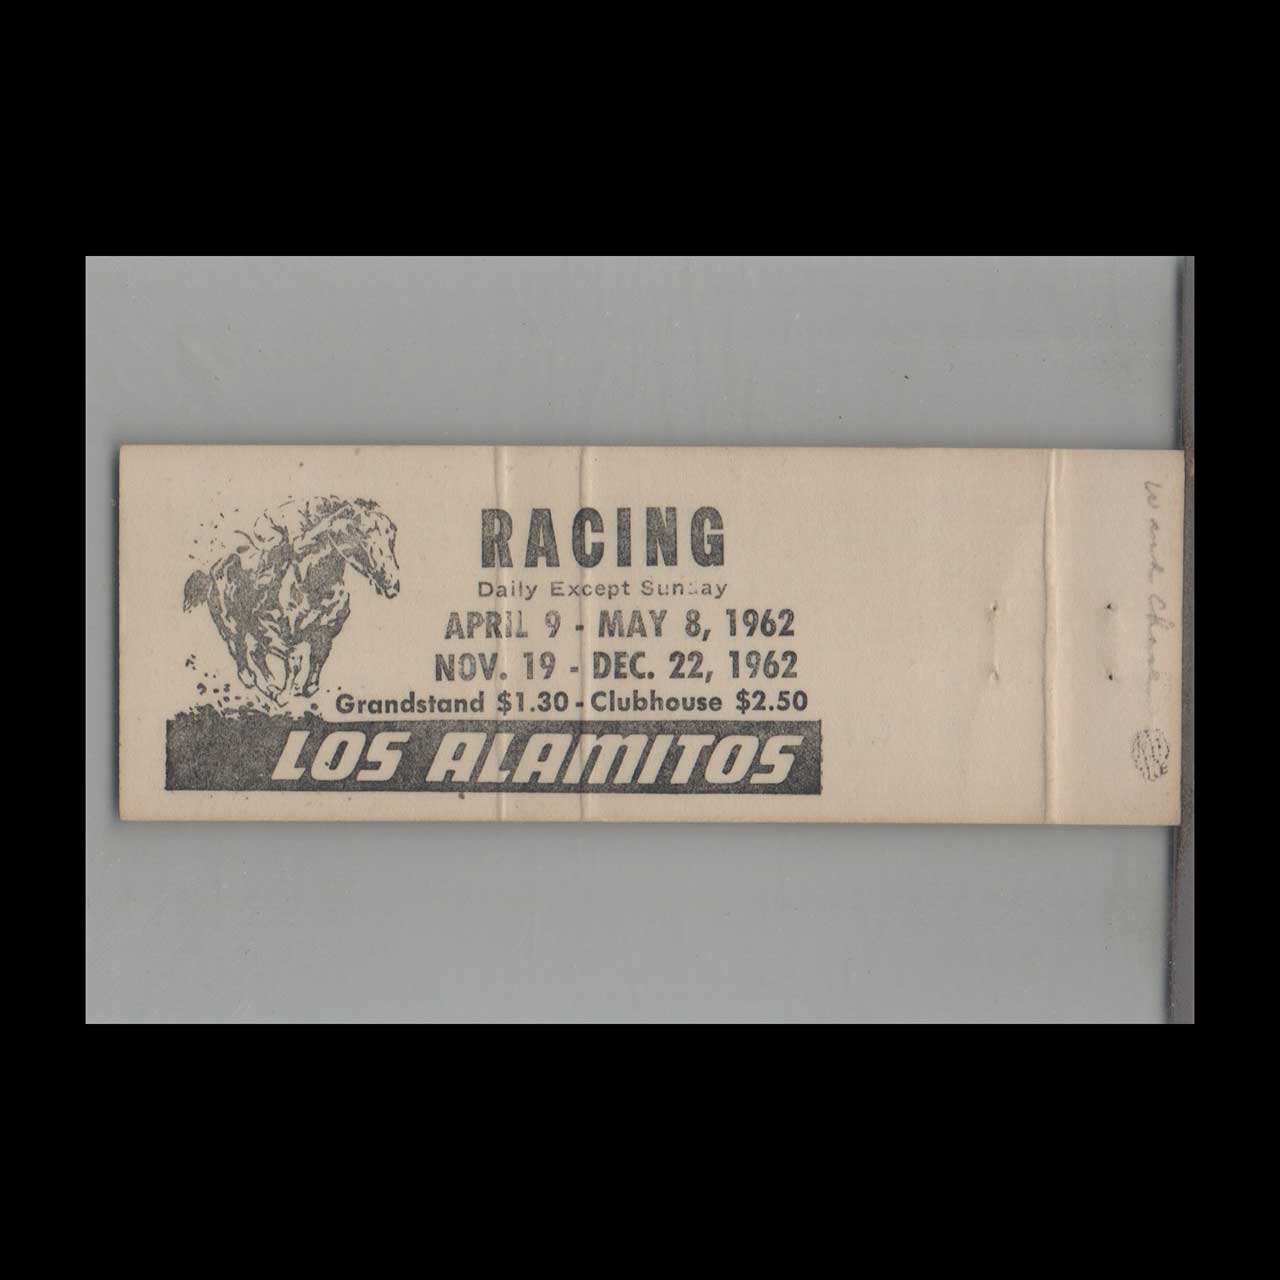 RACING
Daily Except Sunday
APRIL 9 - MAY 8, 1962
NOV. 19 - DEC. 22, 1962
Grandstand $1.30 - Clubhouse $2.50
LOS ALAMITOS